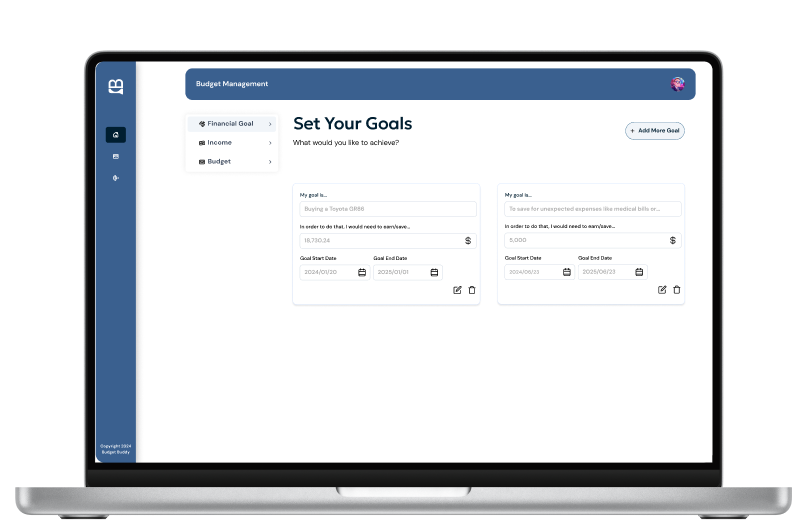 Budget Management
Financial Goal
Income
Budget
Set Your Goals
What would you like to achieve?
+ Add More Goal
My goal is...
Buying a Toyota GR86
In order to do that, I would need to earn/save...
18,730.24
$
Goal Start Date
Goal End Date
2024/01/20
2025/01/01
My goal is...
To save for unexpected expenses like medical bills or...
In order to do that, I would need to earn/save...
5,000
$
Goal Start Date
Goal End Date
2024/06/23
2025/06/23
Copyright 2024
Budget Buddy